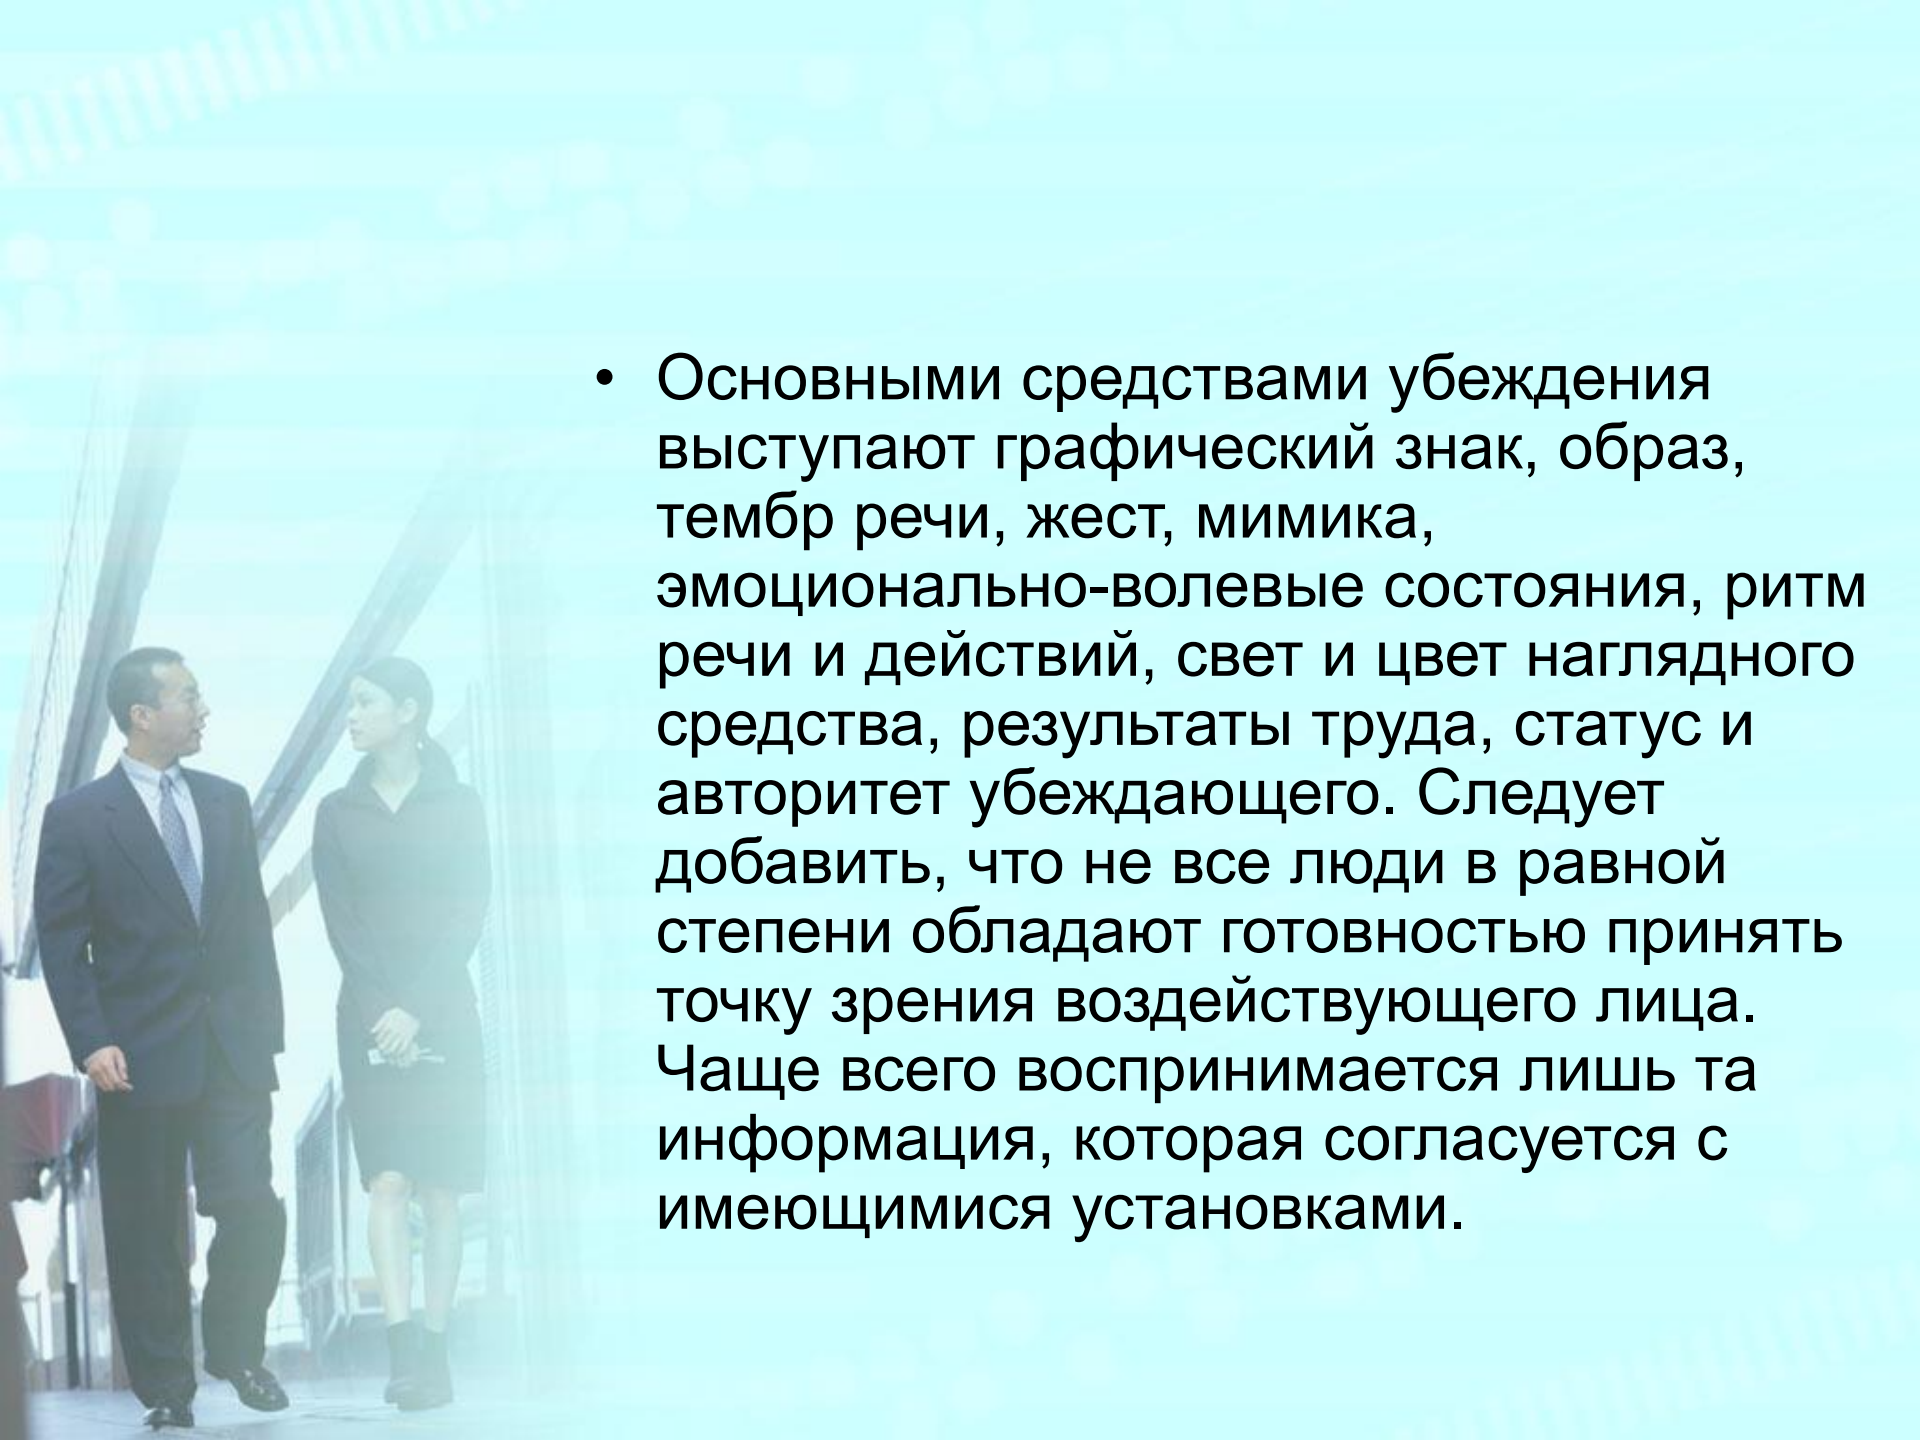 • Основными средствами убеждения
выступают графический знак, образ,
тембр речи, жест, мимика,
эмоционально-волевые состояния, ритм
речи и действий, свет и цвет наглядного
средства, результаты труда, статус и
авторитет убеждающего. Следует
добавить, что не все люди в равной
степени обладают готовностью принять
точку зрения воздействующего лица.
Чаще всего воспринимается лишь та
информация, которая согласуется с
имеющимися установками.